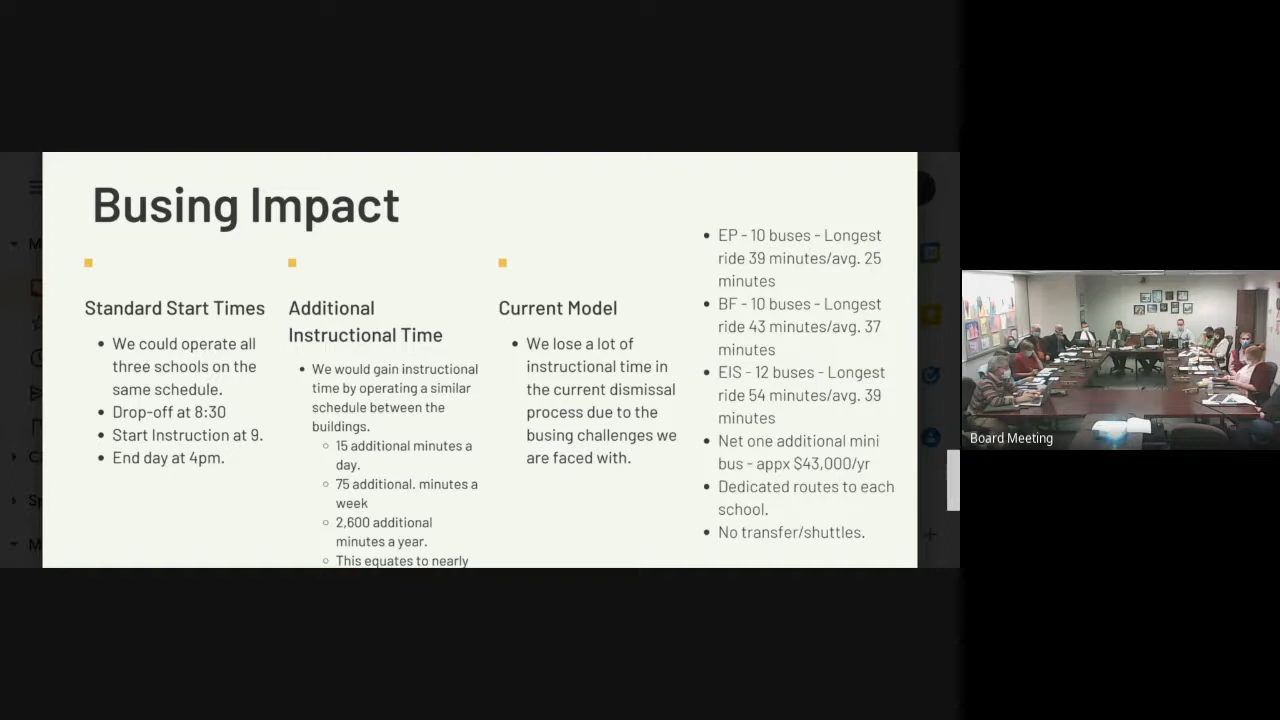 Busing Impact
Standard Start Times
• We could operate all
three schools on the
same schedule.
• Drop-off at 8:30
• Start Instruction at 9.
• End day at 4pm.
Additional
Instructional Time
• We would gain instructional
time by operating a similar
schedule between the
buildings.
○ 15 additional minutes a
day.
○ 75 additional. minutes a
week
○ 2,600 additional
minutes a year.
○ This equates to nearly
Current Model
• We lose a lot of
instructional time in
the current dismissal
process due to the
busing challenges we
are faced with.
• EP - 10 buses - Longest
ride 39 minutes/avg. 25
minutes
• BF - 10 buses - Longest
ride 43 minutes/avg. 37
minutes
• EIS - 12 buses - Longest
ride 54 minutes/avg. 39
minutes
• Net one additional mini
bus - appx $43,000/yr
• Dedicated routes to each
school.
• No transfer/shuttles.
Board Meeting